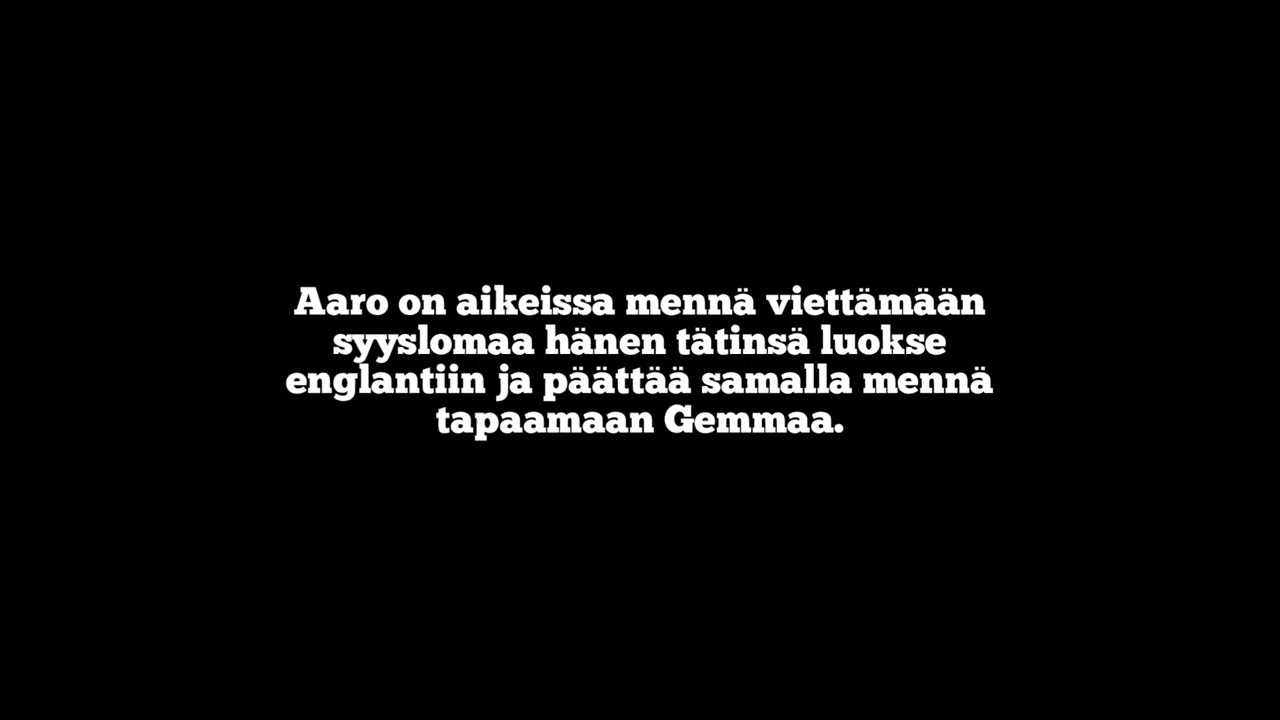 Aaro on aikeissa mennä viettämään
syyslomaa hänen tätinsä luokse
englantiin ja päättää samalla mennä
tapaamaan Gemmaa.